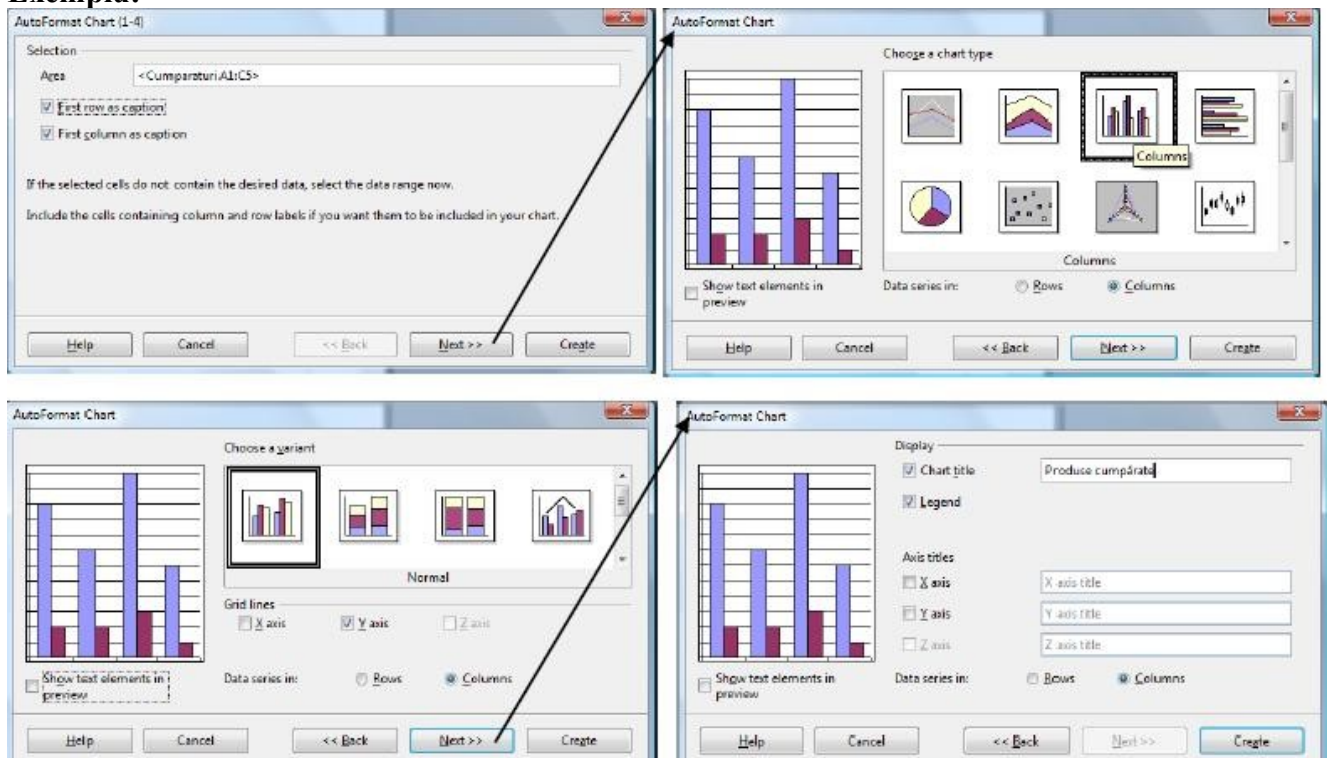 Exemplu:
AutoFormat Chart (1-4)
Selection
Area <Cumparaturi.A1:C5>
First row as caption
First column as caption
If the selected cells do not contain the desired data, select the data range now.
Include the cells containing column and row labels if you want them to be included in your chart.
Help Cancel << Back Next >> Create
AutoFormat Chart
Choose a chart type
Columns
Columns
Show text elements in preview
Data series in: Rows Columns
Help Cancel << Back Next >> Create
AutoFormat Chart
Choose a variant
Normal
Grid lines
X axis Y axis Z axis
Show text elements in preview
Data series in: Rows Columns
Help Cancel << Back Next >> Create
AutoFormat Chart
Display
Chart title Produse cumpărate
Legend
Axis titles
X axis X axis title
Y axis Y axis title
Z axis Z axis title
Show text elements in preview
Data series in: Rows Columns
Help Cancel << Back Next >> Create